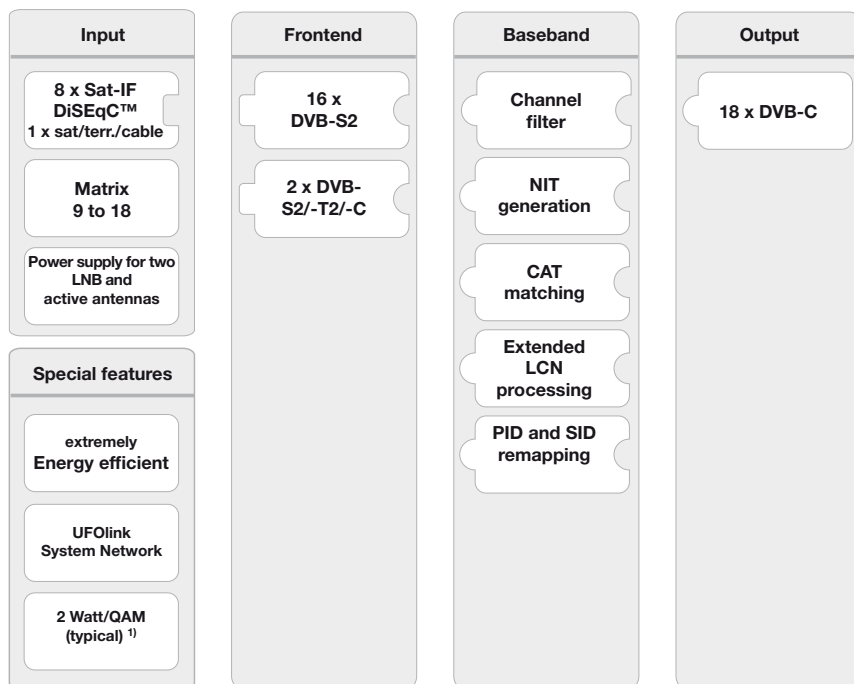 Input
8 x Sat-IF
DiSEqC™
1 x sat/terr./cable
Matrix
9 to 18
Power supply for two
LNB and
active antennas
Special features
extremely
Energy efficient
UFOlink
System Network
2 Watt/QAM
(typical) 1)
Frontend
16 x
DVB-S2
2 x DVB-
S2/-T2/-C
Baseband
Channel
filter
NIT
generation
CAT
matching
Extended
LCN
processing
PID and SID
remapping
Output
18 x DVB-C